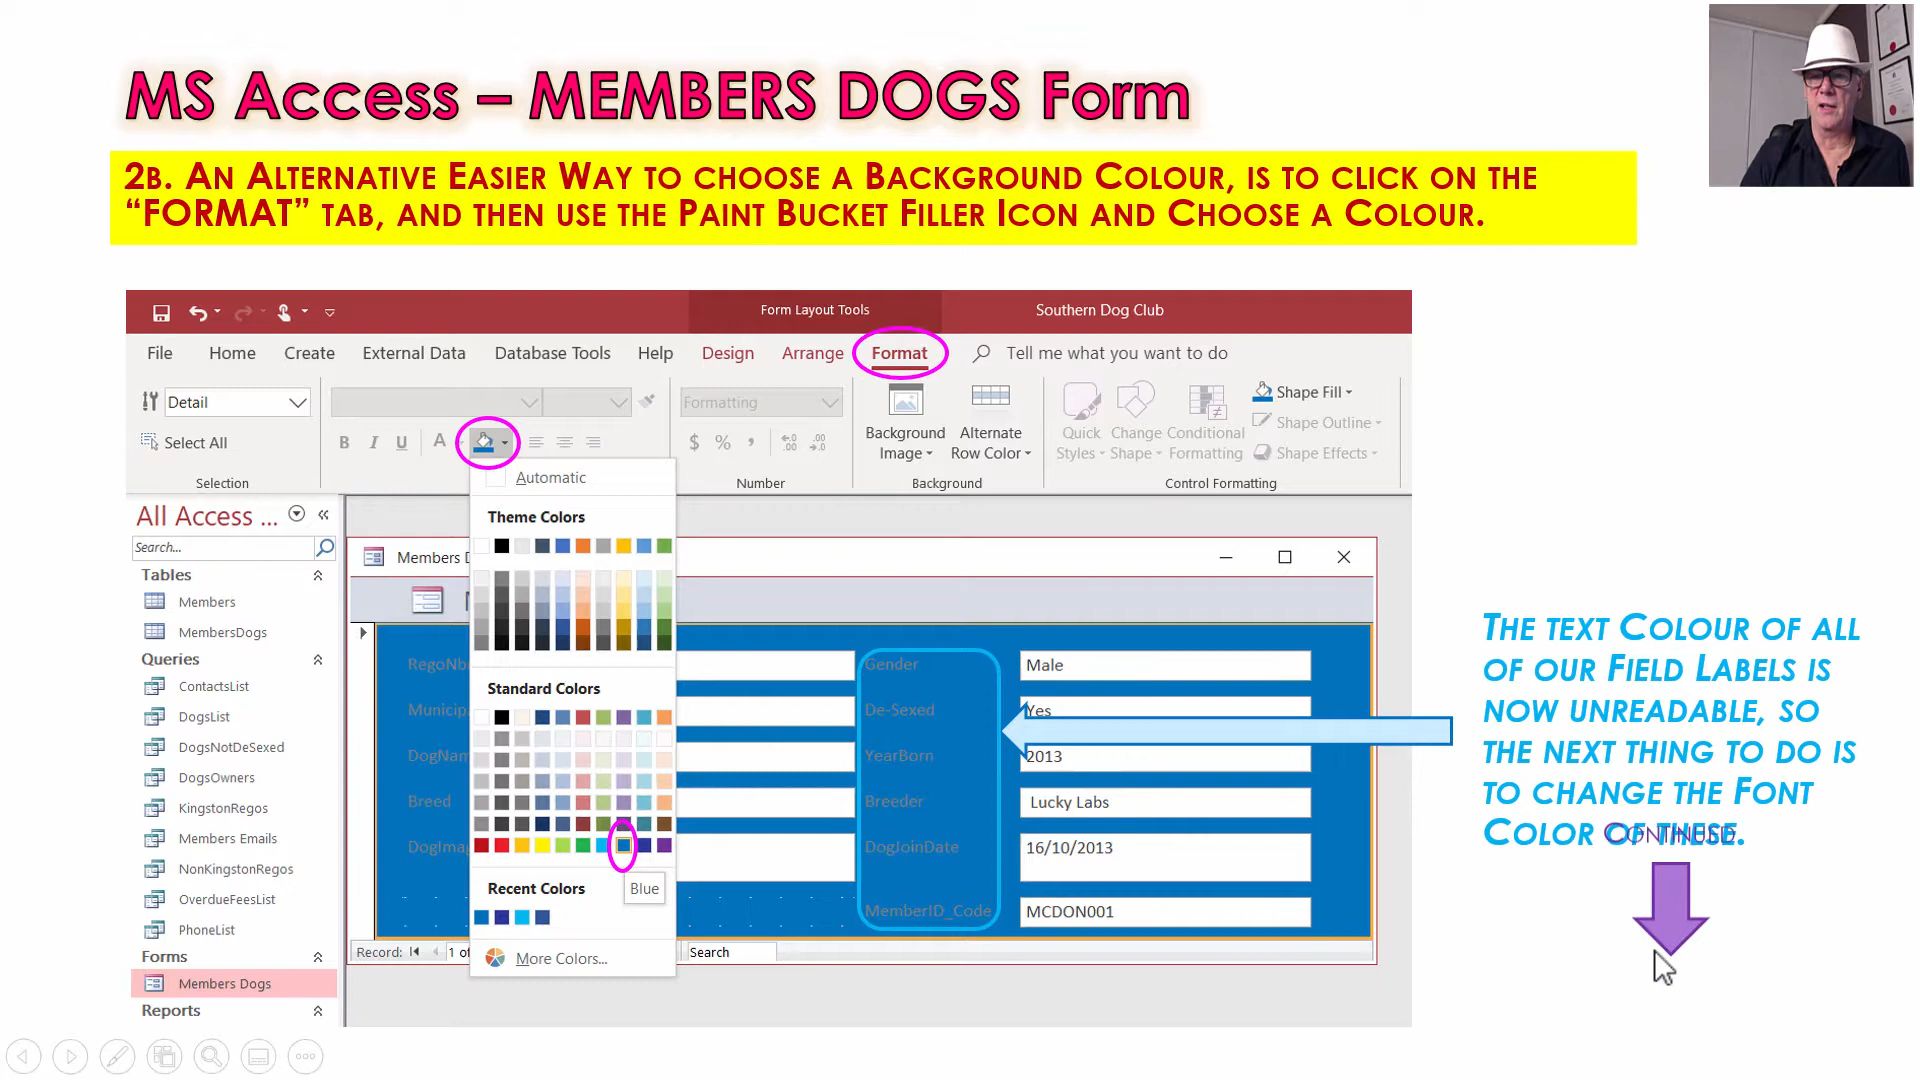 MS Access – MEMBERS DOGS Form
2B. AN ALTERNATIVE EASIER WAY TO CHOOSE A BACKGROUND COLOUR, IS TO CLICK ON THE
“FORMAT” TAB, AND THEN USE THE PAINT BUCKET FILLER ICON AND CHOOSE A COLOUR.
Form Layout Tools
Southern Dog Club
File Home Create External Data Database Tools Help Design Arrange Format Tell me what you want to do
Detail
Select All
Selection
B I U A
Formatting
$ % ,
Number
Background
Image
Alternate
Row Color
Background
Quick
Styles
Change
Shape
Conditional
Formatting
Shape Fill
Shape Outline
Shape Effects
Control Formatting
All Access ...
Search...
Tables
Members
MembersDogs
Queries
ContactsList
DogsList
DogsNotDeSexed
DogsOwners
KingstonRegos
Members Emails
NonKingstonRegos
OverdueFeesList
PhoneList
Forms
Members Dogs
Reports
Automatic
Theme Colors
Standard Colors
Recent Colors
Blue
More Colors...
Members D
RegoNb
Municip
DogNam
Breed
DogImag
Gender Male
De-Sexed Yes
YearBorn 2013
Breeder Lucky Labs
DogJoinDate 16/10/2013
MemberID_Code MCDON001
Record: 1 of
Search
THE TEXT COLOUR OF ALL
OF OUR FIELD LABELS IS
NOW UNREADABLE, SO
THE NEXT THING TO DO IS
TO CHANGE THE FONT
COLOR OF THESE.
CONTINUED